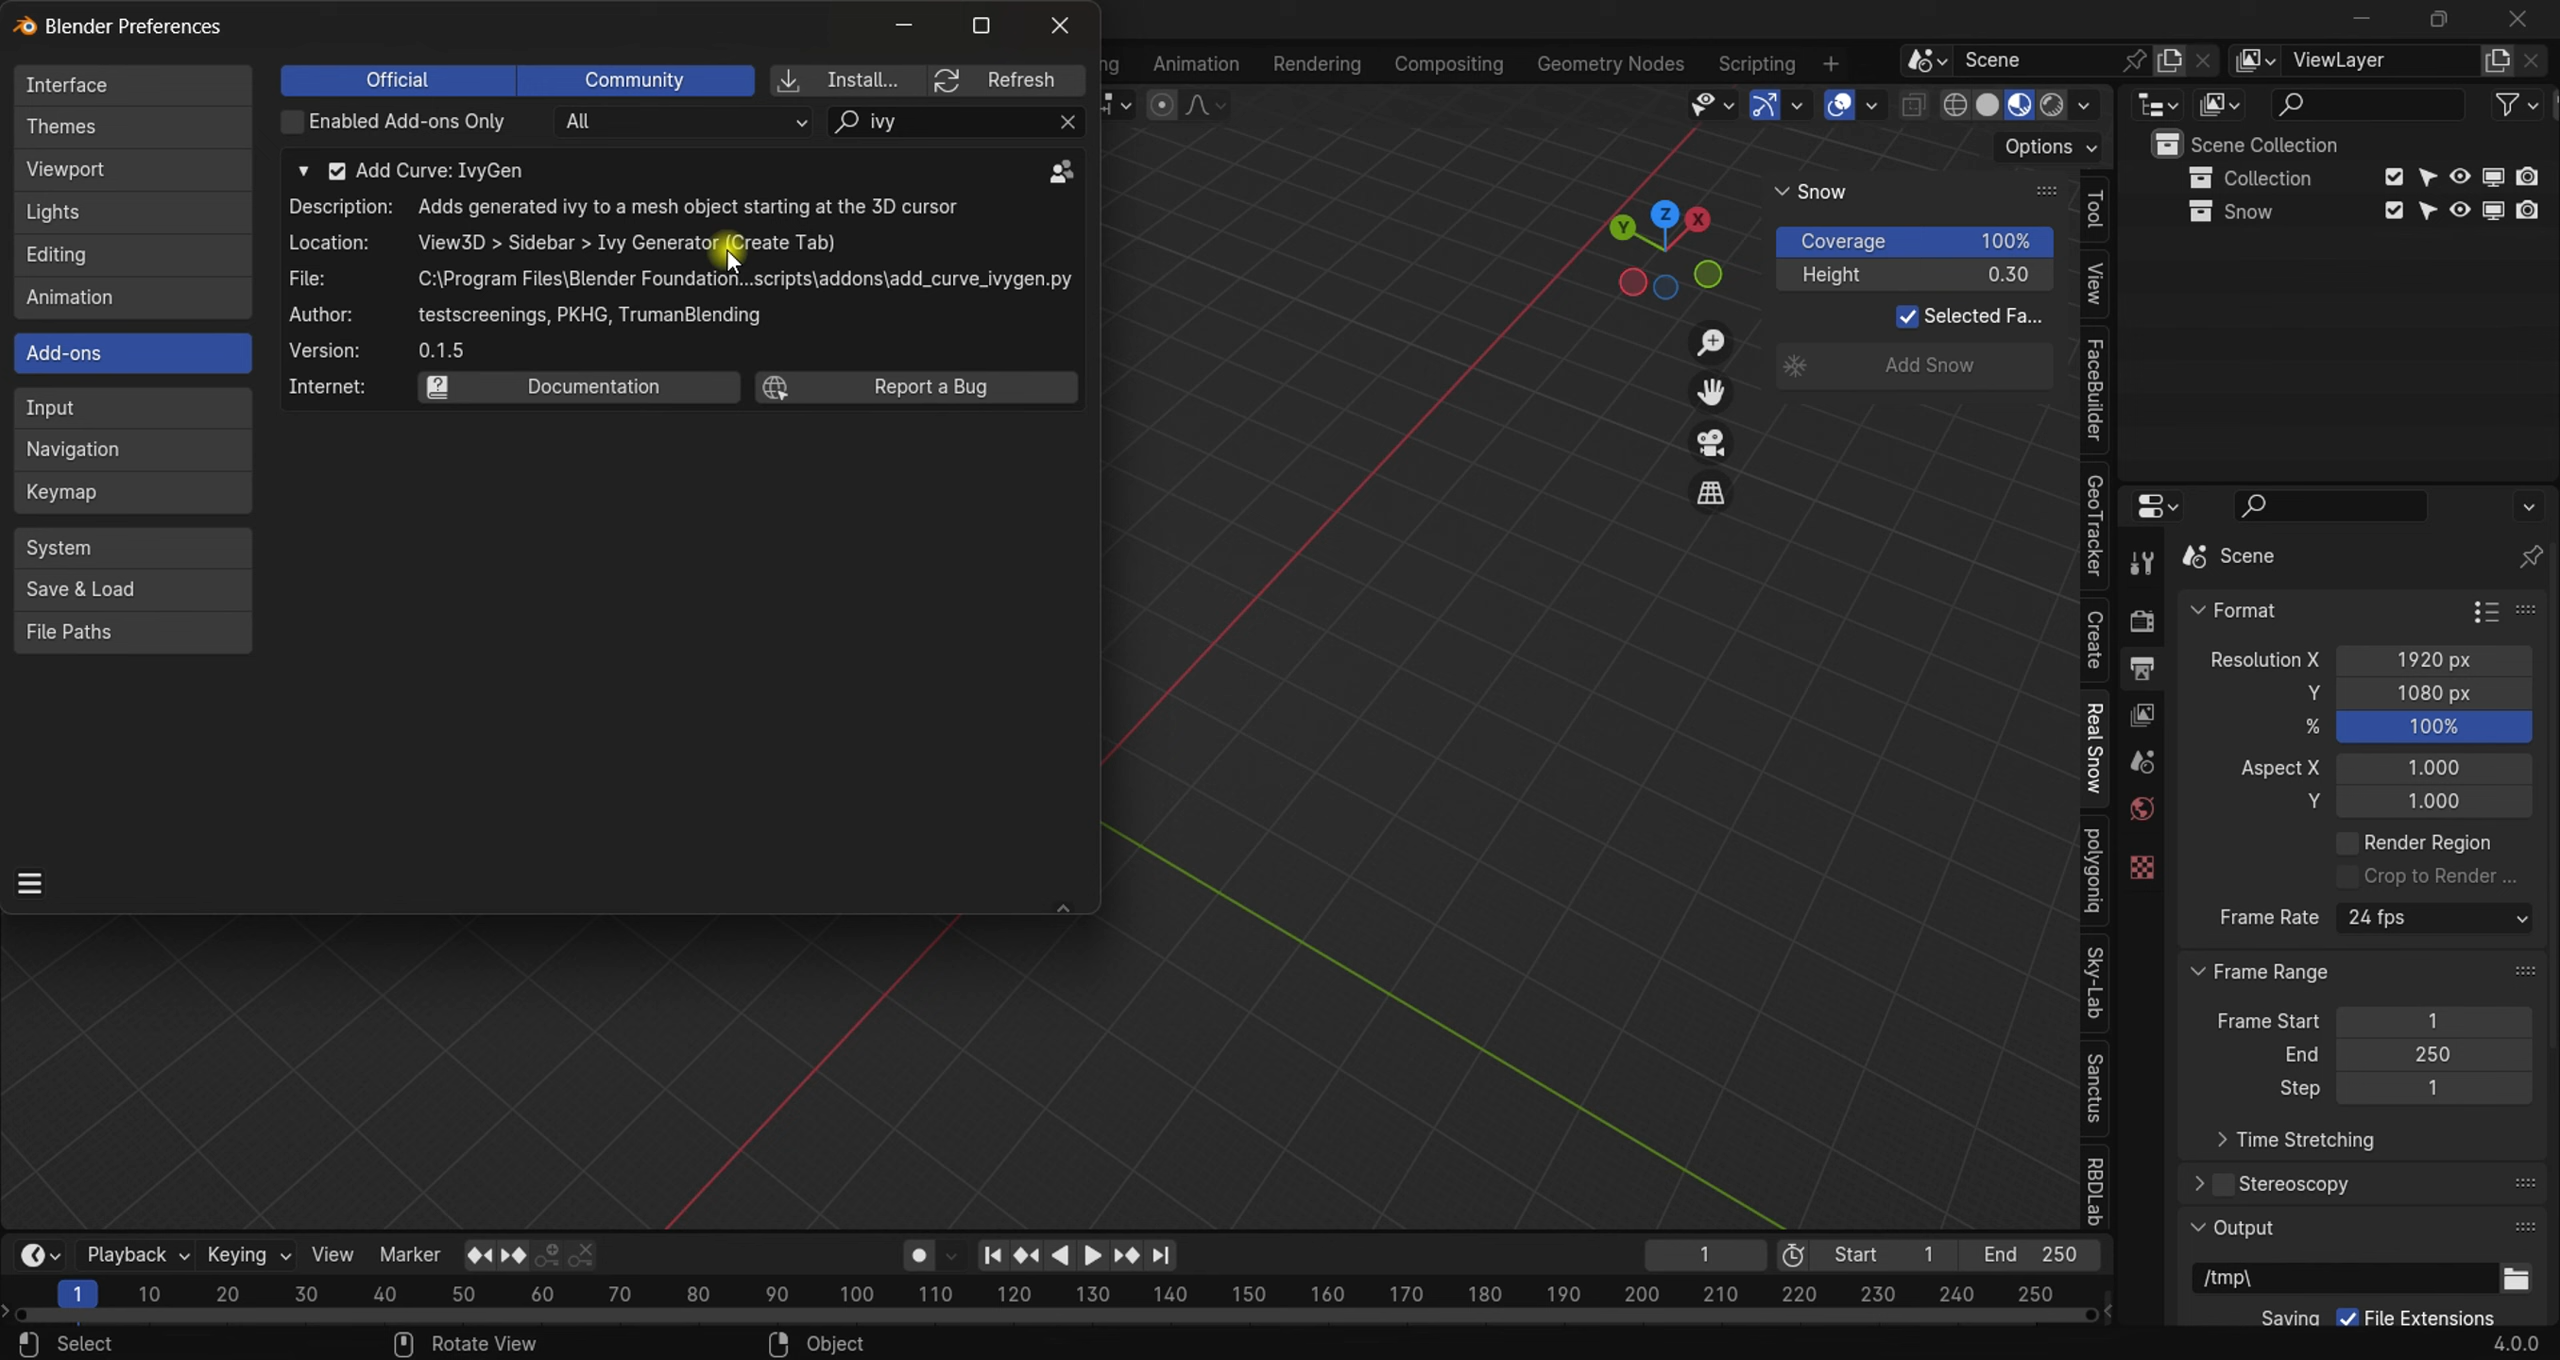 Blender Preferences
Interface
Themes
Viewport
Lights
Editing
Animation
Add-ons
Input
Navigation
Keymap
System
Save & Load
File Paths
Official Community Install... Refresh
Enabled Add-ons Only All ivy
Add Curve: IvyGen
Description: Adds generated ivy to a mesh object starting at the 3D cursor
Location: View3D > Sidebar > Ivy Generator (Create Tab)
File: C:\Program Files\Blender Foundation...scripts\addons\add_curve_ivygen.py
Author: testscreenings, PKHG, TrumanBlending
Version: 0.1.5
Internet: Documentation Report a Bug
ng Animation Rendering Compositing Geometry Nodes Scripting +
Scene ViewLayer
Options
Z
Y X
Snow
Coverage 100%
Height 0.30
Selected Fa...
Add Snow
Tool
View
FaceBuilder
GeoTracker
Create
Real Snow
polygoniq
Sky-Lab
Sanctus
RBDLab
Scene Collection
Collection
Snow
Scene
Format
Resolution X 1920 px
Y 1080 px
% 100%
Aspect X 1.000
Y 1.000
Render Region
Crop to Render ...
Frame Rate 24 fps
Frame Range
Frame Start 1
End 250
Step 1
Time Stretching
Stereoscopy
Output
/tmp\
Saving File Extensions
Playback Keying View Marker 1 Start 1 End 250
1 10 20 30 40 50 60 70 80 90 100 110 120 130 140 150 160 170 180 190 200 210 220 230 240 250
Select Rotate View Object 4.0.0